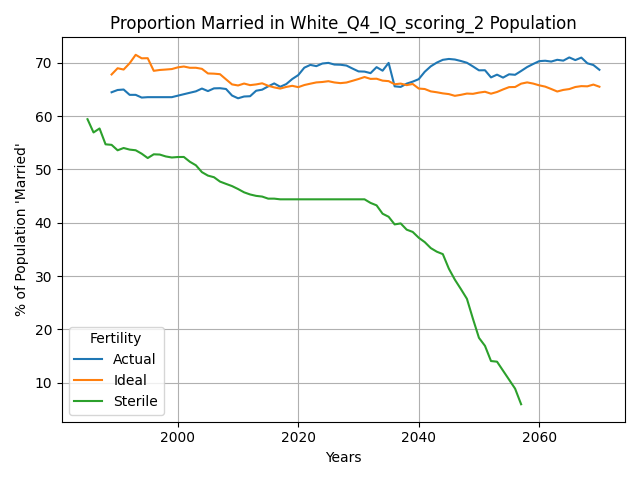 Proportion Married in White_Q4_IQ_scoring_2 Population
% of Population 'Married'
70
60
50
40
30
20
10
Fertility
Actual
Ideal
Sterile
2000 2020 2040 2060
Years